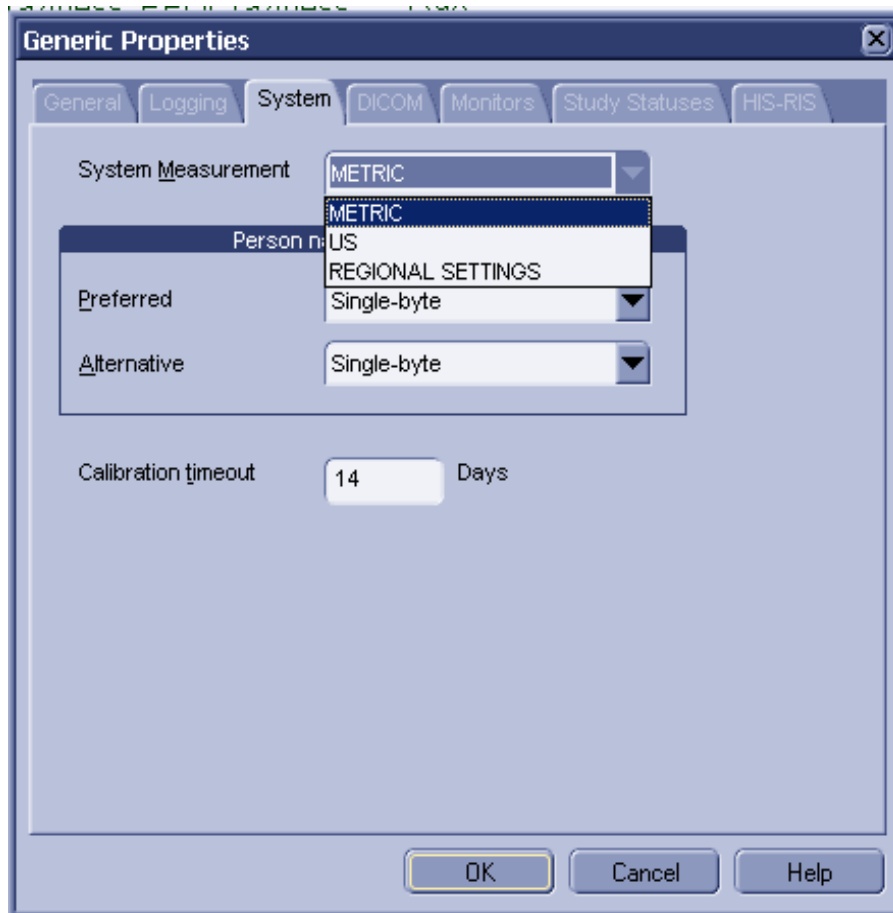 Generic Properties
General Logging System DICOM Monitors Study Statuses HIS-RIS
System Measurement METRIC
METRIC
Person n US
REGIONAL SETTINGS
Preferred Single-byte
Alternative Single-byte
Calibration timeout 14 Days
OK Cancel Help